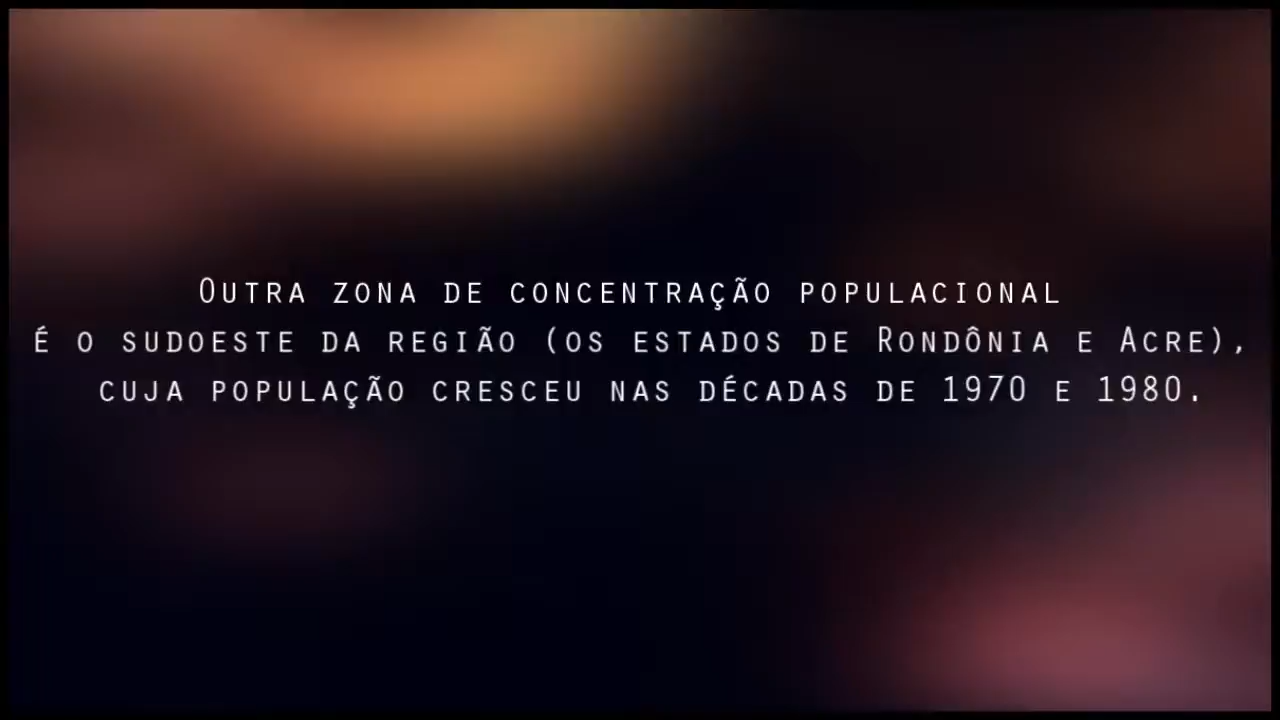 Outra zona de concentração populacional
é o sudoeste da região (os estados de Rondônia e Acre),
cuja população cresceu nas décadas de 1970 e 1980.